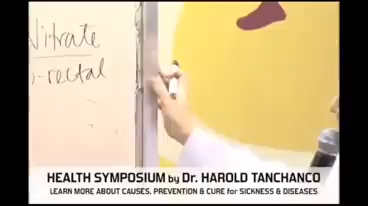 Nitrate
-rectal
HEALTH SYMPOSIUM by Dr. HAROLD TANCHANCO
LEARN MORE ABOUT CAUSES, PREVENTION & CURE for SICKNESS & DISEASES